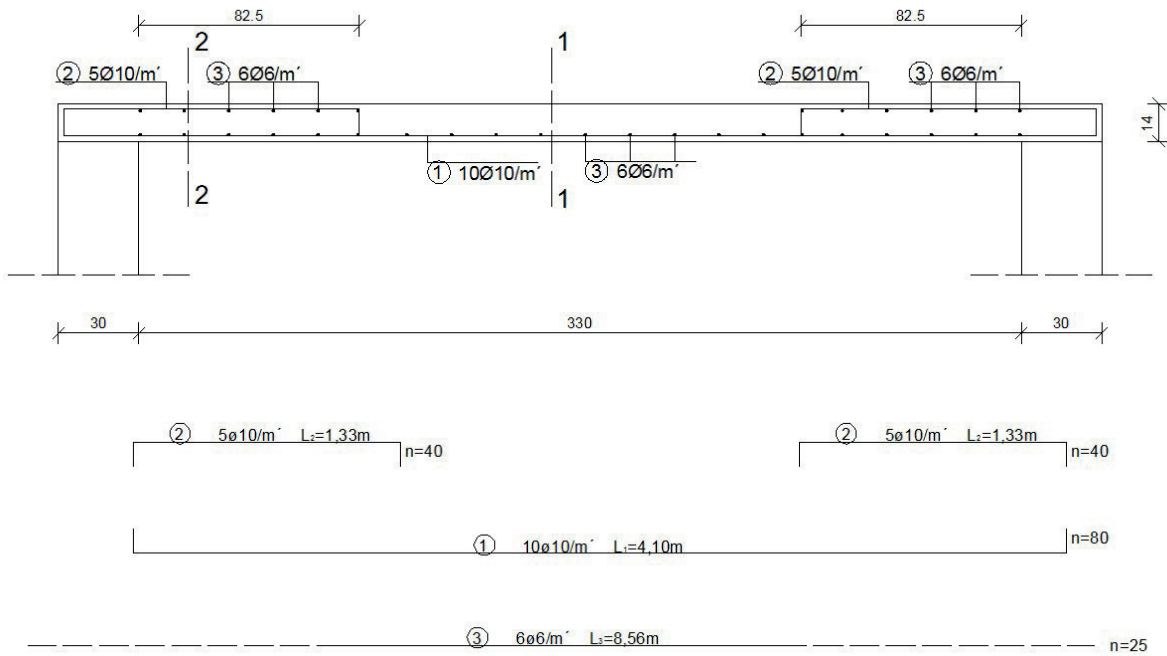 82.5
82.5
2
1
② 5Ø10/m´
③ 6Ø6/m´
② 5Ø10/m´
③ 6Ø6/m´
14
① 10Ø10/m´
③ 6Ø6/m´
2
1
30
330
30
② 5ø10/m´ L₂=1,33m
n=40
② 5ø10/m´ L₂=1,33m
n=40
① 10ø10/m´ L₁=4,10m
n=80
③ 6ø6/m´ L₃=8,56m
n=25